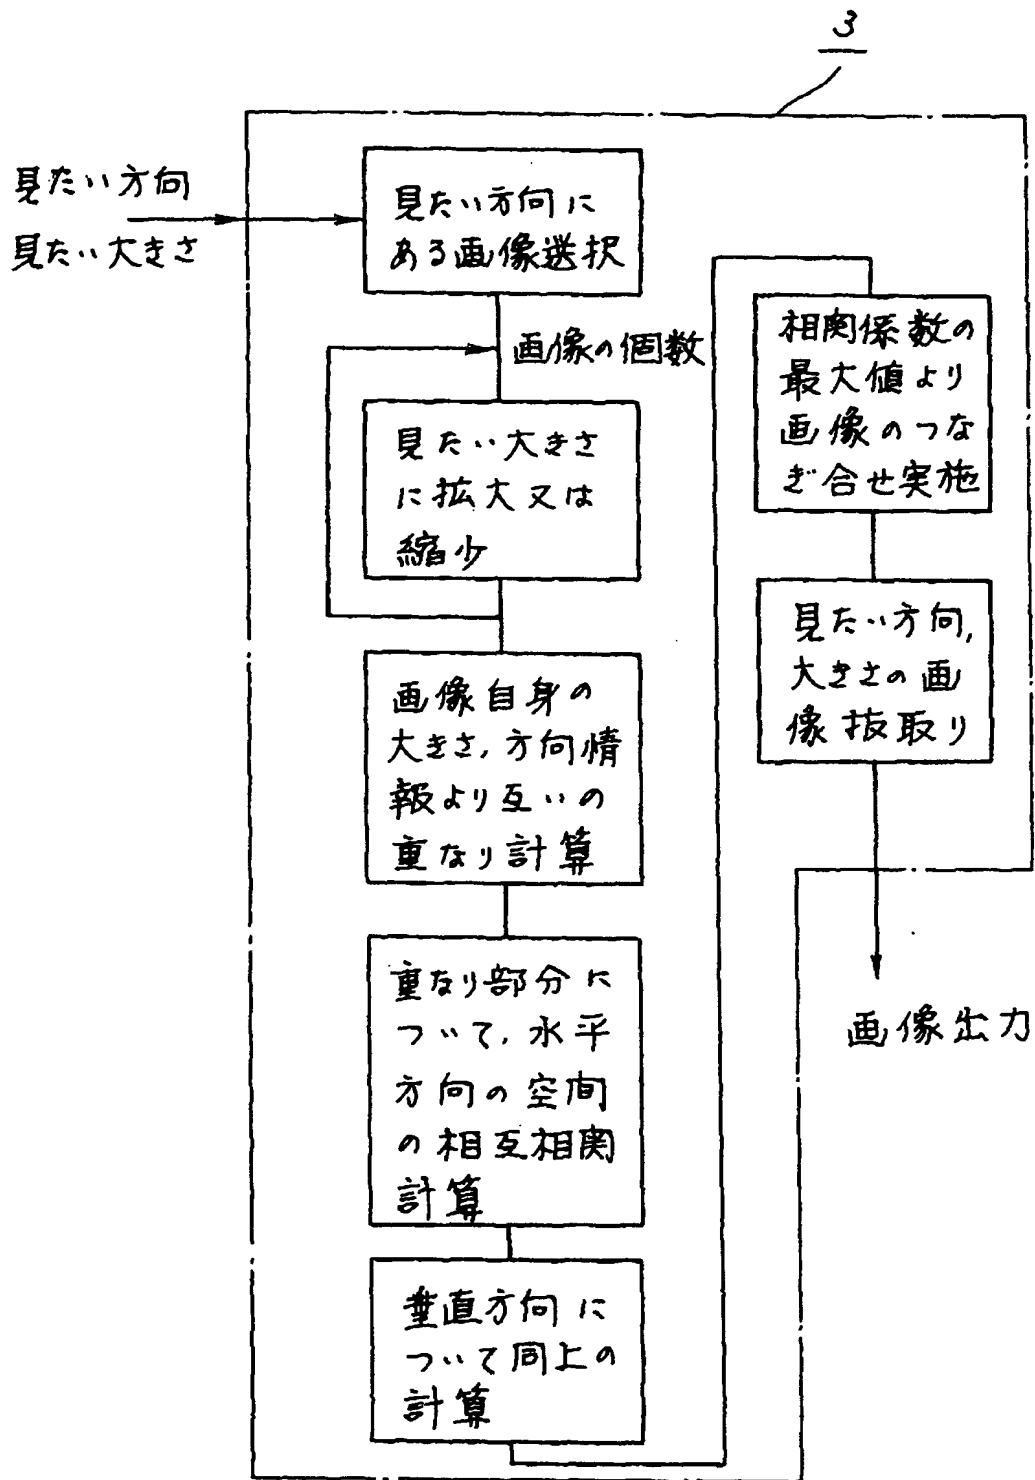 3
見たい方向
見たい大きさ
見たい方向に
ある画像選択
画像の個数
見たい大きさ
に拡大又は
縮少
画像自身の
大きさ,方向情
報より互いの
重なり計算
重なり部分に
ついて,水平
方向の空間
の相互相関
計算
垂直方向に
ついて同上の
計算
相関係数の
最大値より
画像のつな
ぎ合せ実施
見たい方向,
大きさの画
像抜取り
画像出力